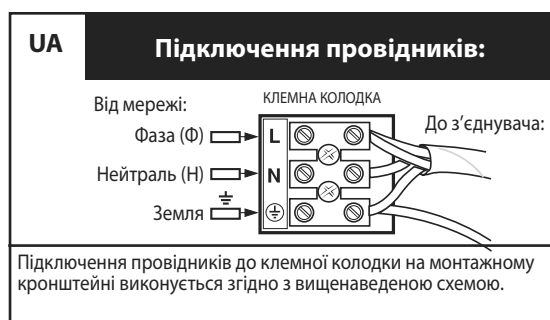 UA
Підключення провідників:
Від мережі:
КЛЕМНА КОЛОДКА
До з’єднувача:
Фаза (Ф)
L
Нейтраль (Н)
N
Земля
Підключення провідників до клемної колодки на монтажному
кронштейні виконується згідно з вищенаведеною схемою.